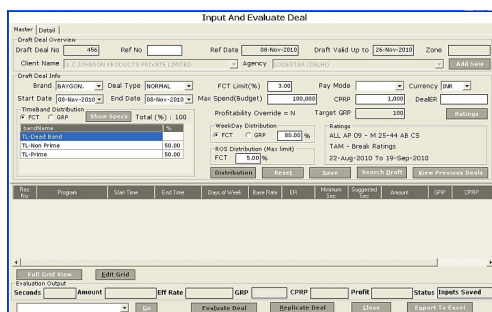 Input And Evaluate Deal
Master Detail
Draft Deal Overview
Draft Deal No 456 Ref No Ref Date 08-Nov-2010 Draft Valid Up to 26-Nov-2010 Zone
Client Name S C JOHNSON PRODUCTS PRIVATE LIMITED Agency LODESTAR (DELHI) Add New
Draft Deal Info
Brand BAYGON. Deal Type NORMAL FCT Limit(%) 3.00 Pay Mode Currency INR
Start Date 08-Nov-2010 End Date 08-Nov-2010 Max Spend(Budget) 100,000 CPRP 1,000 DealER
TimeBand Distribution
FCT GRP Show Specs Total (%) : 100
Profitability Override = N Target GRP 100 Ratings
bandName %
TL-Dead Band
TL-Non Prime 50.00
TL-Prime 50.00
WeekDay Distribution
FCT GRP 80.00 %
ROS Distribution (Max limit)
FCT 5.00 %
Ratings
ALL AP 09 - M 25-44 AB CS
TAM - Break Ratings
22-Aug-2010 To 19-Sep-2010
Distribution Reset Save Search Draft View Previous Deals
Rec No Program Start Time End Time Days of Week Base Rate ER Minimum Sec Suggested Sec Amount GRP CPRP
Full Grid View Edit Grid
Evaluation Output
Seconds Amount Eff Rate GRP CPRP Profit Status Inputs Saved
Go Evaluate Deal Replicate Deal Close Export To Excel